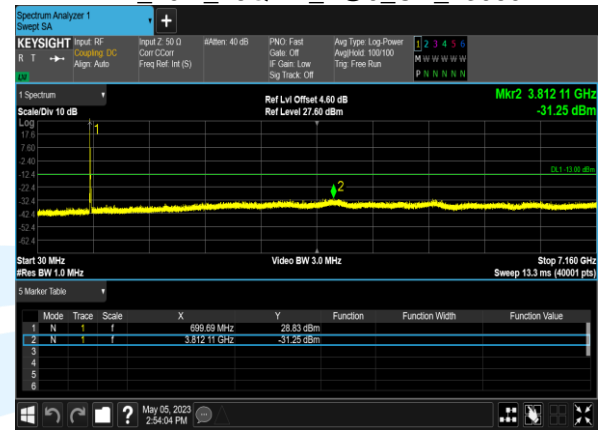 Spectrum Analyzer 1
Swept SA
+
KEYSIGHT Input: RF Input Z: 50 Ω #Atten: 40 dB PNO: Fast Avg Type: Log-Power 1 2 3 4 5 6
R T Coupling: DC Corr CCorr Gate: Off Avg|Hold: 100/100 M W W W W W
Align: Auto Freq Ref: Int (S) IF Gain: Low Trig: Free Run
Sig Track: Off P N N N N N
1 Spectrum Ref Lvl Offset 4.60 dB Mkr2 3.812 11 GHz
Scale/Div 10 dB Ref Level 27.60 dBm -31.25 dBm
Log
17.6
7.60
-2.40
-12.4
-22.4
-32.4
-42.4
-52.4
-62.4
1
DL1 -13.00 dBm
2
Start 30 MHz Video BW 3.0 MHz Stop 7.160 GHz
#Res BW 1.0 MHz Sweep 13.3 ms (40001 pts)
5 Marker Table
Mode Trace Scale X Y Function Function Width Function Value
1 N 1 f 699.69 MHz 28.83 dBm
2 N 1 f 3.812 11 GHz -31.25 dBm
3
4
5
6
? May 05, 2023
2:54:04 PM